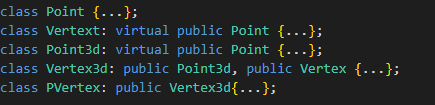 class Point {...};
class Vertext: virtual public Point {...};
class Point3d: virtual public Point {...};
class Vertex3d: public Point3d, public Vertex {...};
class PVertex: public Vertex3d{...};